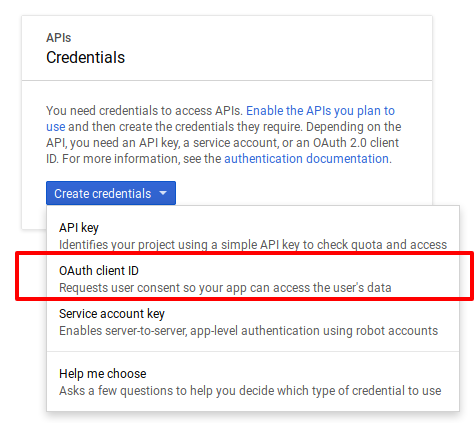 APIs
Credentials
You need credentials to access APIs. Enable the APIs you plan to
use and then create the credentials they require. Depending on the
API, you need an API key, a service account, or an OAuth 2.0 client
ID. For more information, see the authentication documentation.
Create credentials
API key
Identifies your project using a simple API key to check quota and access
OAuth client ID
Requests user consent so your app can access the user's data
Service account key
Enables server-to-server, app-level authentication using robot accounts
Help me choose
Asks a few questions to help you decide which type of credential to use